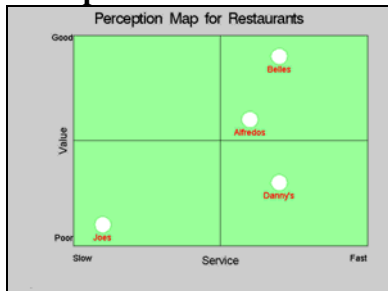 Perception Map for Restaurants
Good
Belles
Alfredos
Value
Danny's
Joes
Poor
Slow
Service
Fast